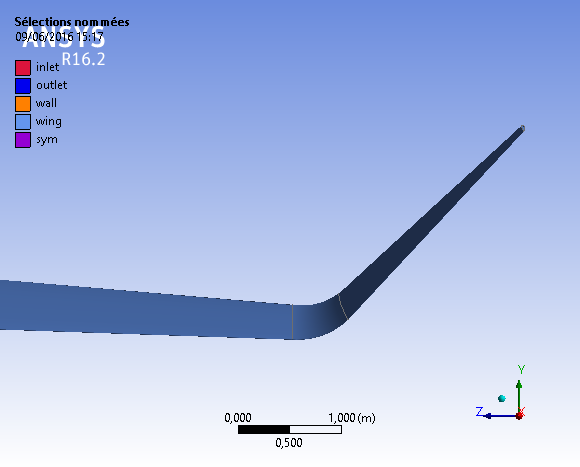 Sélections nommées
09/06/2016 15:17
ANSYS
R16.2
inlet
outlet
wall
wing
sym
Y
Z
X
0,000
1,000 (m)
0,500